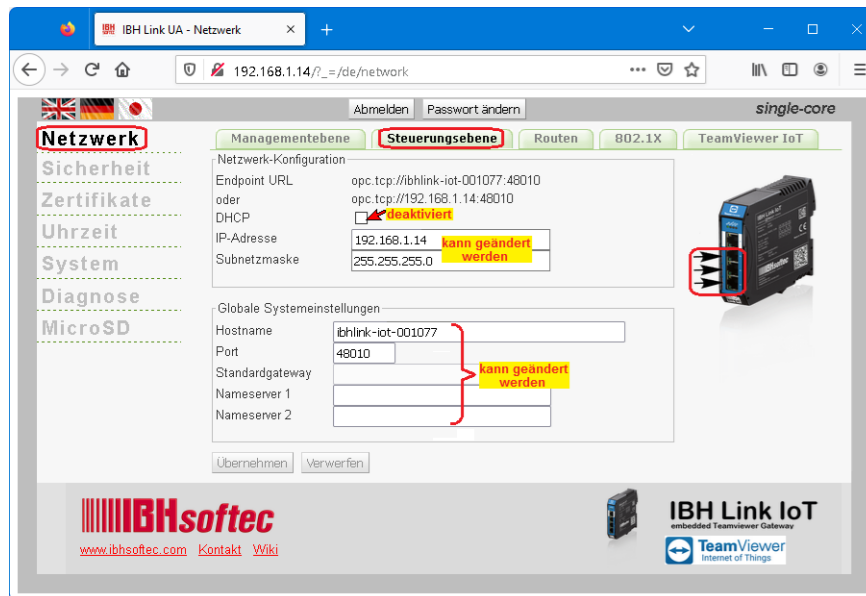 IBH Link UA - Netzwerk
192.168.1.14/?_=/de/network
Abmelden Passwort ändern single-core
Netzwerk
Sicherheit
Zertifikate
Uhrzeit
System
Diagnose
MicroSD
Managementebene Steuerungsebene Routen 802.1X TeamViewer IoT
Netzwerk-Konfiguration
Endpoint URL opc.tcp://ibhlink-iot-001077:48010
oder opc.tcp://192.168.1.14:48010
DHCP deaktiviert
IP-Adresse 192.168.1.14
Subnetzmaske 255.255.255.0
kann geändert
werden
Globale Systemeinstellungen
Hostname ibhlink-iot-001077
Port 48010
Standardgateway
Nameserver 1
Nameserver 2
kann geändert
werden
Übernehmen Verwerfen
IBHsoftec
www.ibhsoftec.com Kontakt Wiki
IBH Link IoT
embedded Teamviewer Gateway
TeamViewer
Internet of Things